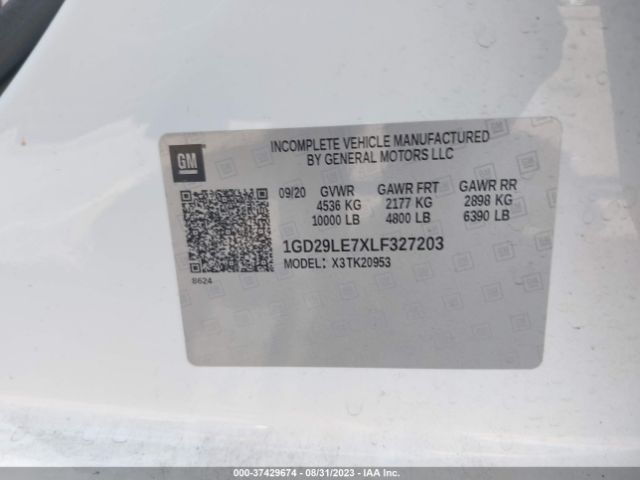 GM
INCOMPLETE VEHICLE MANUFACTURED
BY GENERAL MOTORS LLC
09/20 GVWR GAWR FRT GAWR RR
4536 KG 2177 KG 2898 KG
10000 LB 4800 LB 6390 LB
1GD29LE7XLF327203
MODEL: X3TK20953
8624
000-37429674 - 08/31/2023 - IAA Inc.